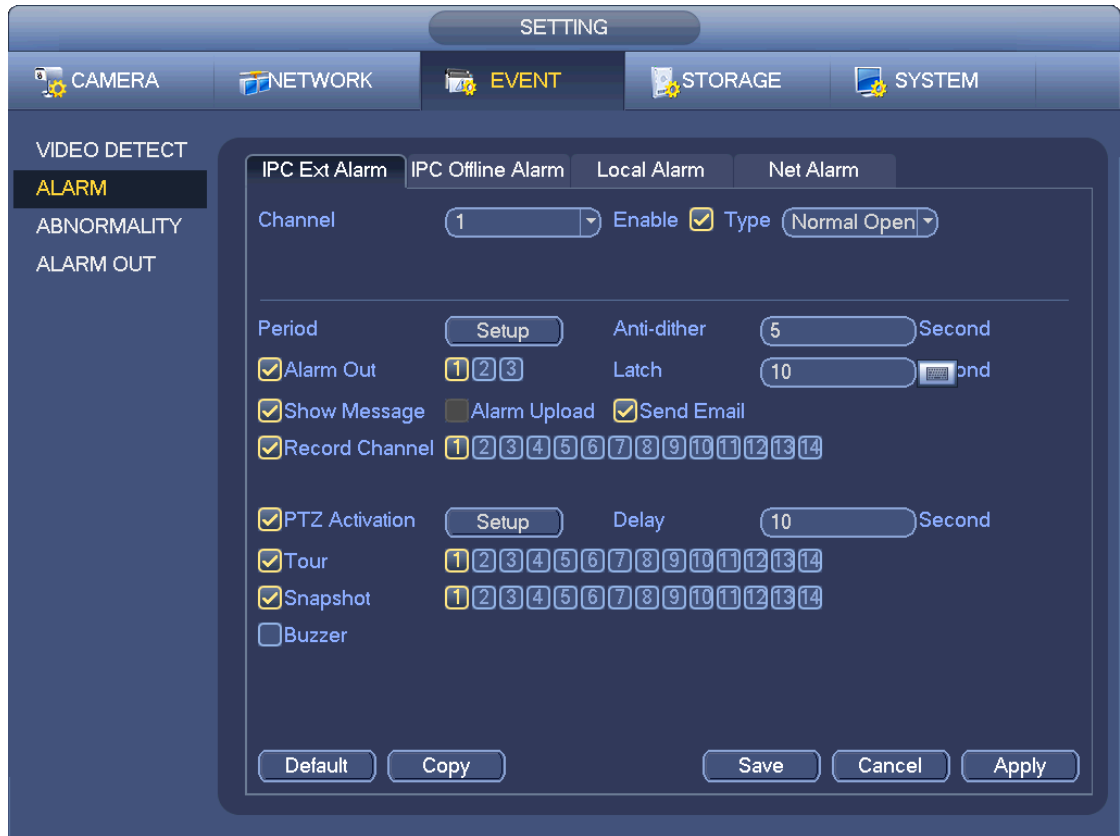 SETTING
CAMERA NETWORK EVENT STORAGE SYSTEM
VIDEO DETECT
ALARM
ABNORMALITY
ALARM OUT
IPC Ext Alarm IPC Offline Alarm Local Alarm Net Alarm
Channel 1 Enable Type Normal Open
Period Setup Anti-dither 5 Second
Alarm Out 1 2 3 Latch 10 ond
Show Message Alarm Upload Send Email
Record Channel 1 2 3 4 5 6 7 8 9 10 11 12 13 14
PTZ Activation Setup Delay 10 Second
Tour 1 2 3 4 5 6 7 8 9 10 11 12 13 14
Snapshot 1 2 3 4 5 6 7 8 9 10 11 12 13 14
Buzzer
Default Copy Save Cancel Apply